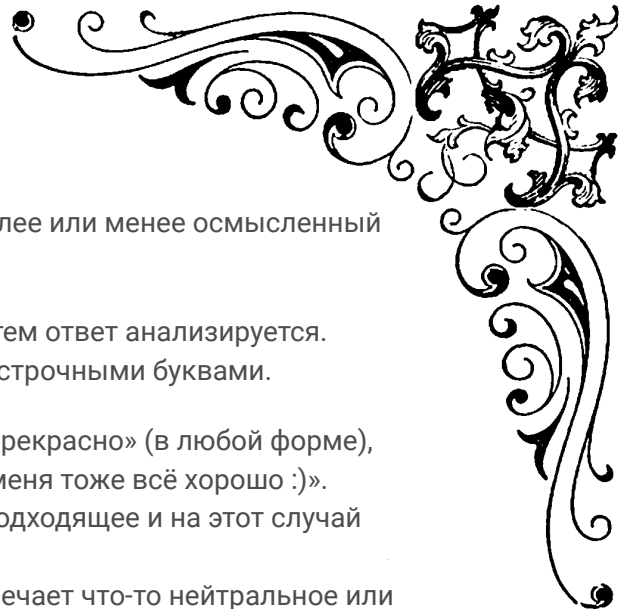 лее или менее осмысленный
тем ответ анализируется.
строчными буквами.
рекрасно» (в любой форме),
меня тоже всё хорошо :)».
одходящее и на этот случай
вечает что-то нейтральное или